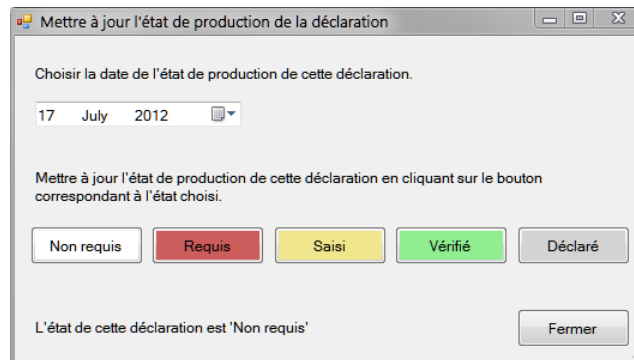 Mettre à jour l'état de production de la déclaration
Choisir la date de l'état de production de cette déclaration.
17 July 2012
Mettre à jour l'état de production de cette déclaration en cliquant sur le bouton
correspondant à l'état choisi.
Non requis Requis Saisi Vérifié Déclaré
L'état de cette déclaration est 'Non requis' Fermer